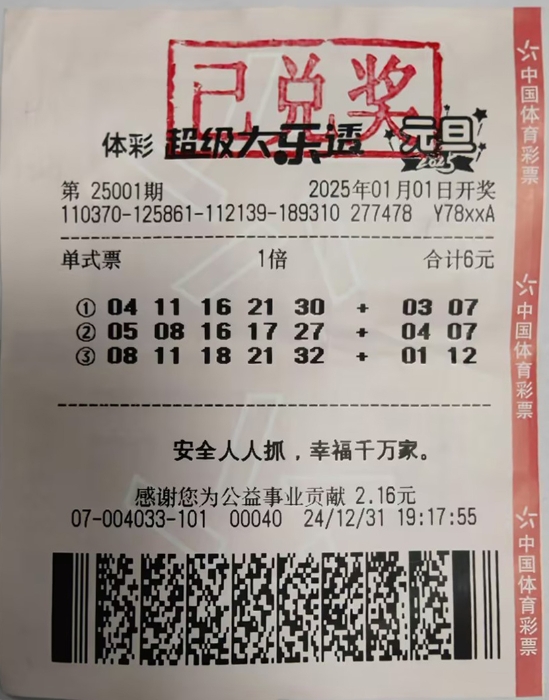 已兑奖
体彩 超级大乐透 元旦
2025
第 25001期 2025年01月01日开奖
110370-125861-112139-189310 277478 Y78xxA
单式票 1倍 合计6元
① 04 11 16 21 30 + 03 07
② 05 08 16 17 27 + 04 07
③ 08 11 18 21 32 + 01 12
安全人人抓，幸福千万家。
感谢您为公益事业贡献 2.16元
07-004033-101 00040 24/12/31 19:17:55
中国体育彩票
中国体育彩票
中国体育彩票